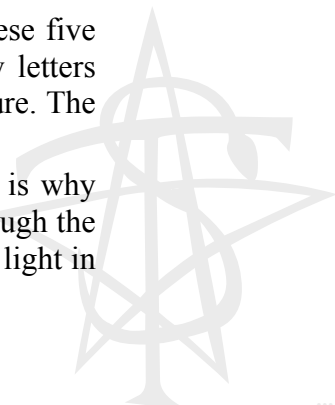 ese five
letters
ure. The
is why
ugh the
light in